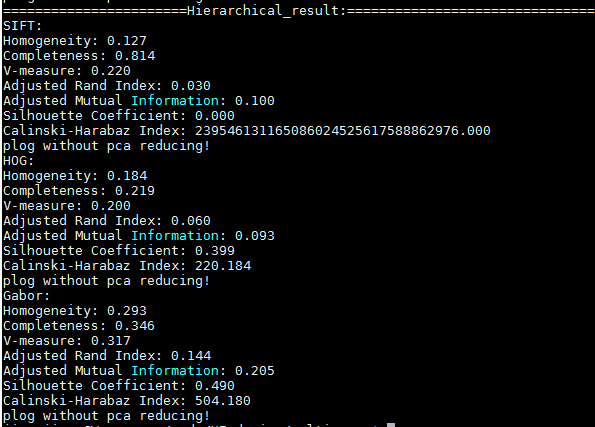 =======================Hierarchical_result:===============================
SIFT:
Homogeneity: 0.127
Completeness: 0.814
V-measure: 0.220
Adjusted Rand Index: 0.030
Adjusted Mutual Information: 0.100
Silhouette Coefficient: 0.000
Calinski-Harabaz Index: 239546131165086024525617588862976.000
plog without pca reducing!
HOG:
Homogeneity: 0.184
Completeness: 0.219
V-measure: 0.200
Adjusted Rand Index: 0.060
Adjusted Mutual Information: 0.093
Silhouette Coefficient: 0.399
Calinski-Harabaz Index: 220.184
plog without pca reducing!
Gabor:
Homogeneity: 0.293
Completeness: 0.346
V-measure: 0.317
Adjusted Rand Index: 0.144
Adjusted Mutual Information: 0.205
Silhouette Coefficient: 0.490
Calinski-Harabaz Index: 504.180
plog without pca reducing!